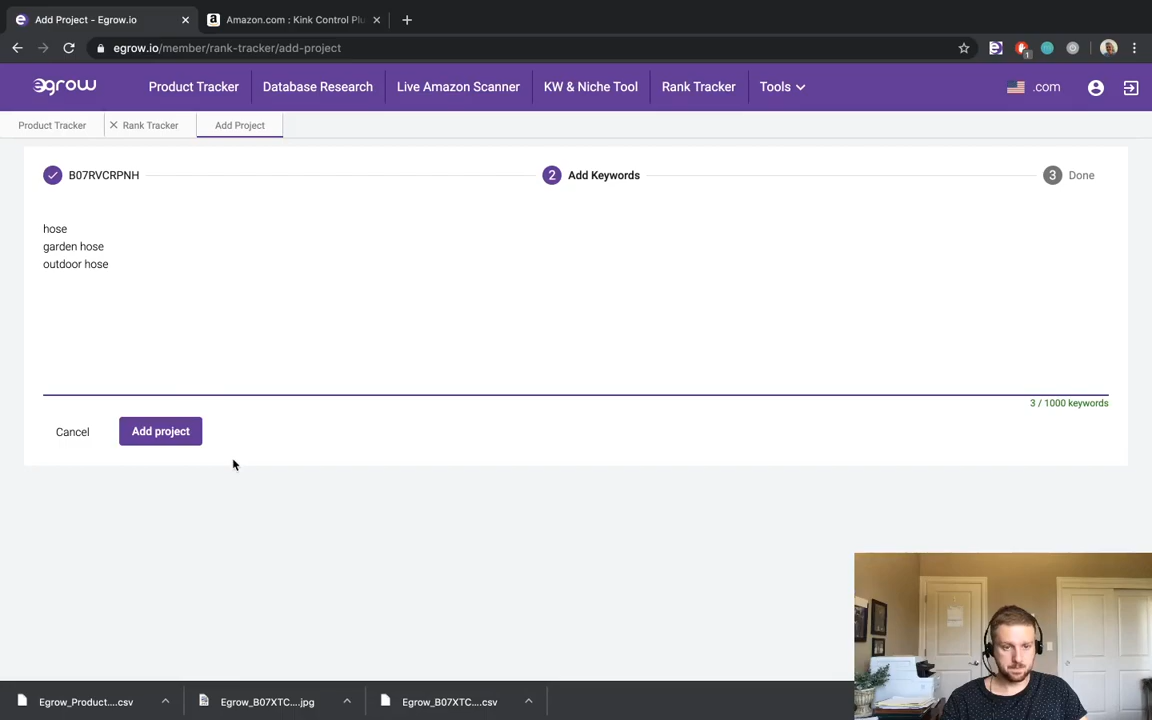 Add Project - Egrow.io
Amazon.com : Kink Control Plu
egrow.io/member/rank-tracker/add-project
1
egrow
Product Tracker
Database Research
Live Amazon Scanner
KW & Niche Tool
Rank Tracker
Tools
.com
Product Tracker
Rank Tracker
Add Project
B07RVCRPNH
2 Add Keywords
3 Done
hose
garden hose
outdoor hose
3 / 1000 keywords
Cancel
Add project
Egrow_Product....csv
Egrow_B07XTC....jpg
Egrow_B07XTC....csv